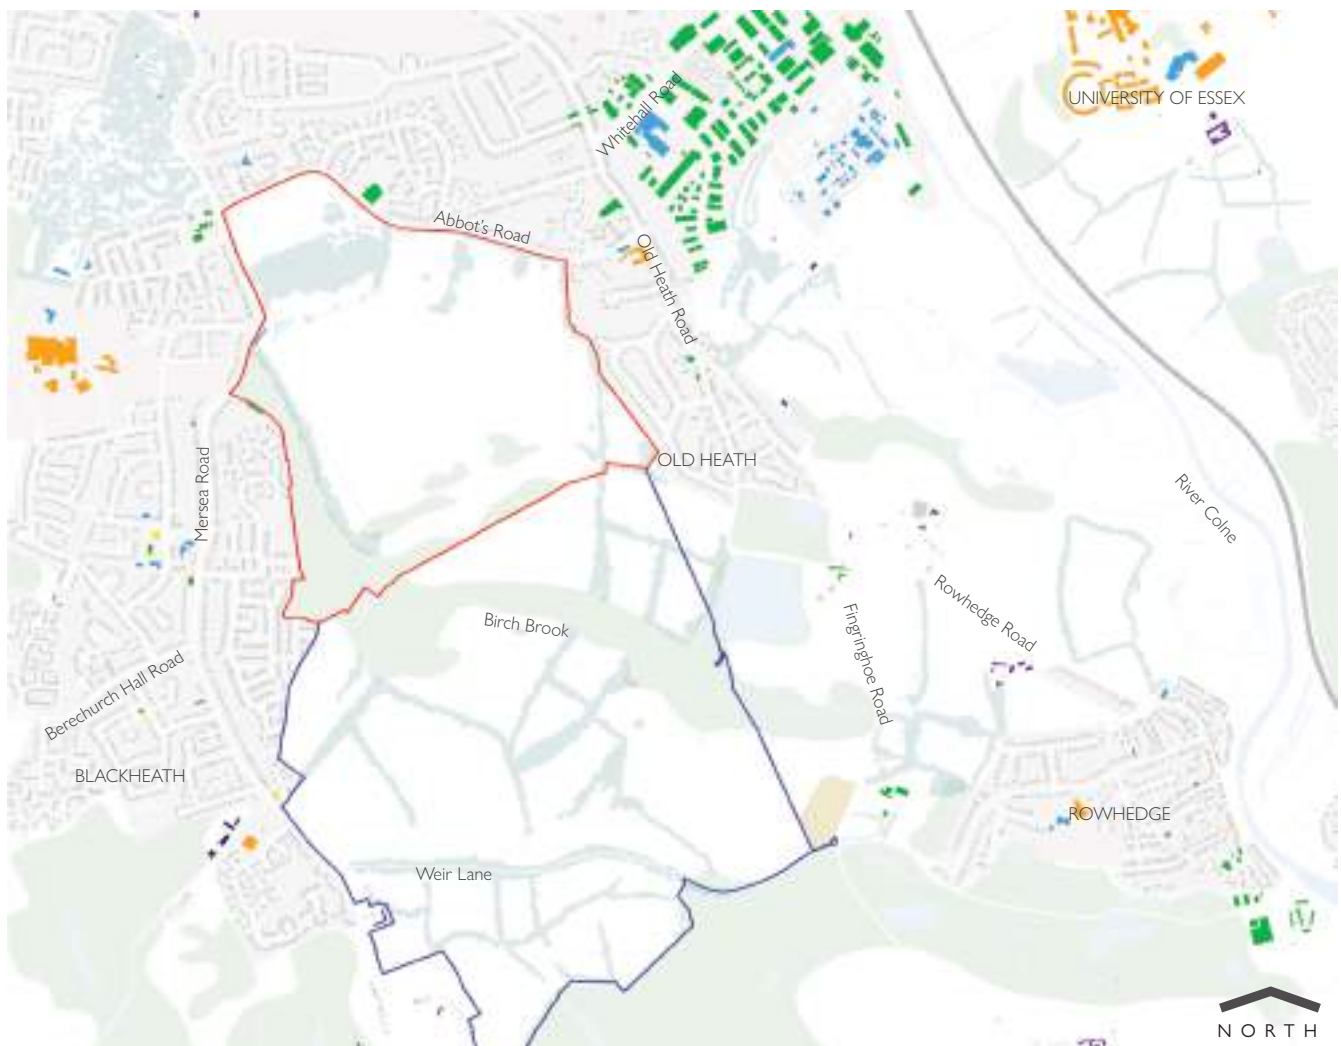 UNIVERSITY OF ESSEX
Whitehall Road
Abbot's Road
Old Heath Road
OLD HEATH
Mersea Road
River Colne
Rowhedge Road
Birch Brook
Fingringhoe Road
Berechurch Hall Road
BLACKHEATH
ROWHEDGE
Weir Lane
NORTH